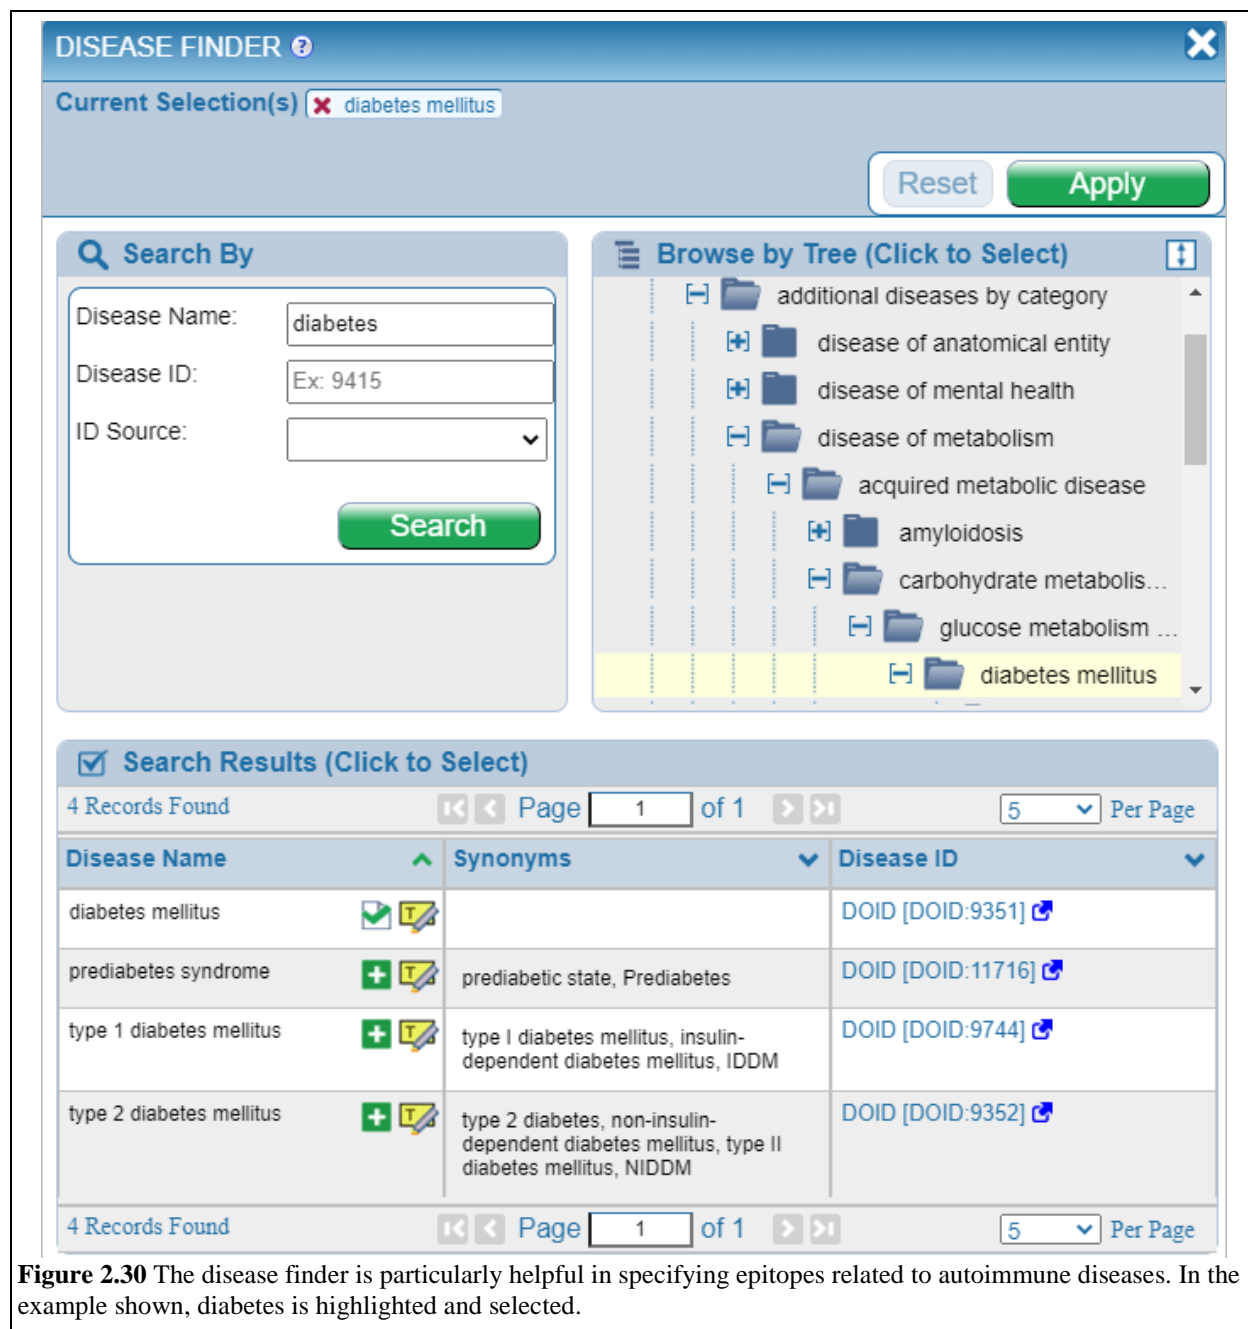 DISEASE FINDER ?
Current Selection(s) diabetes mellitus
Reset Apply
Search By
Disease Name: diabetes
Disease ID: Ex: 9415
ID Source:
Search
Browse by Tree (Click to Select)
additional diseases by category
disease of anatomical entity
disease of mental health
disease of metabolism
acquired metabolic disease
amyloidosis
carbohydrate metabolis...
glucose metabolism ...
diabetes mellitus
Search Results (Click to Select)
4 Records Found Page 1 of 1 5 Per Page
Disease Name Synonyms Disease ID
diabetes mellitus DOID [DOID:9351]
prediabetes syndrome prediabetic state, Prediabetes DOID [DOID:11716]
type 1 diabetes mellitus type I diabetes mellitus, insulin- DOID [DOID:9744]
dependent diabetes mellitus, IDDM
type 2 diabetes mellitus type 2 diabetes, non-insulin- DOID [DOID:9352]
dependent diabetes mellitus, type II
diabetes mellitus, NIDDM
4 Records Found Page 1 of 1 5 Per Page
Figure 2.30 The disease finder is particularly helpful in specifying epitopes related to autoimmune diseases. In the
example shown, diabetes is highlighted and selected.